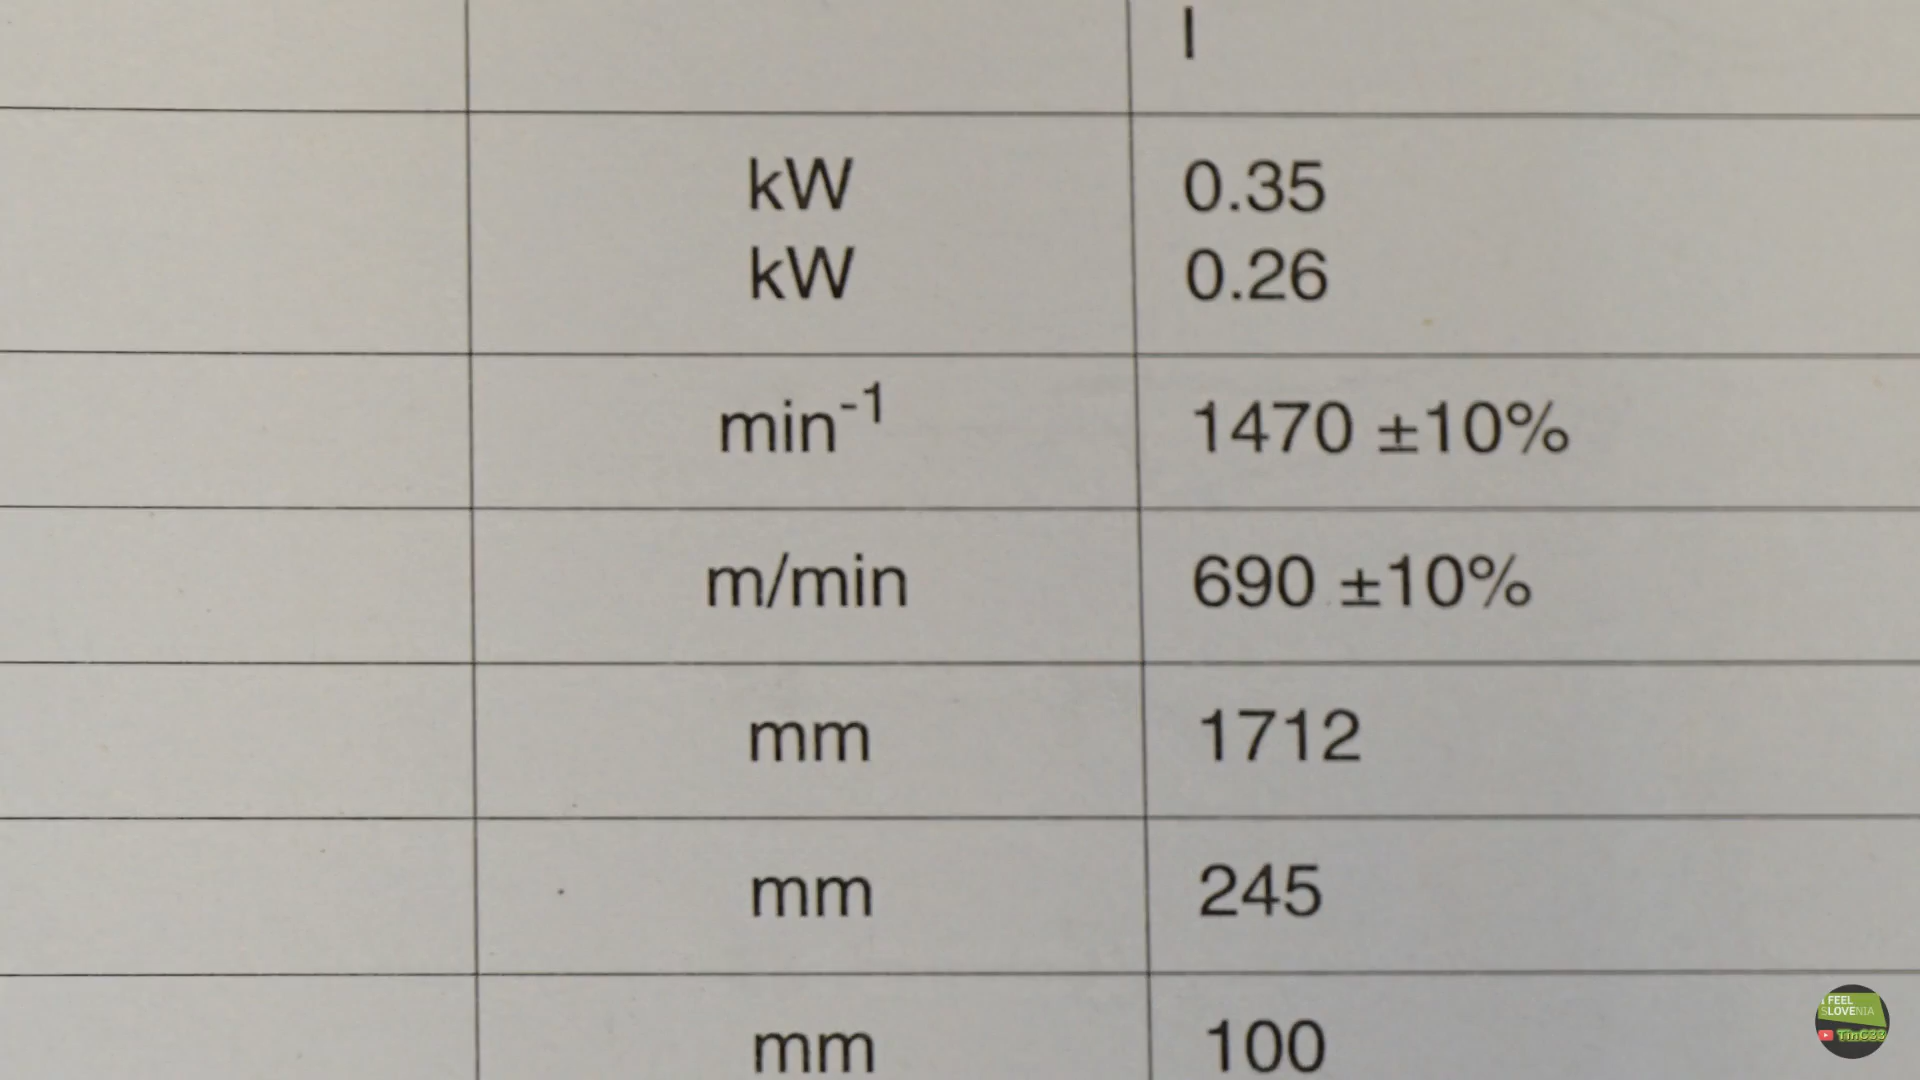 I
kW 0.35
kW 0.26
min⁻¹ 1470 ±10%
m/min 690 ±10%
mm 1712
mm 245
mm 100
I FEEL
SLOVENIA
TinG33